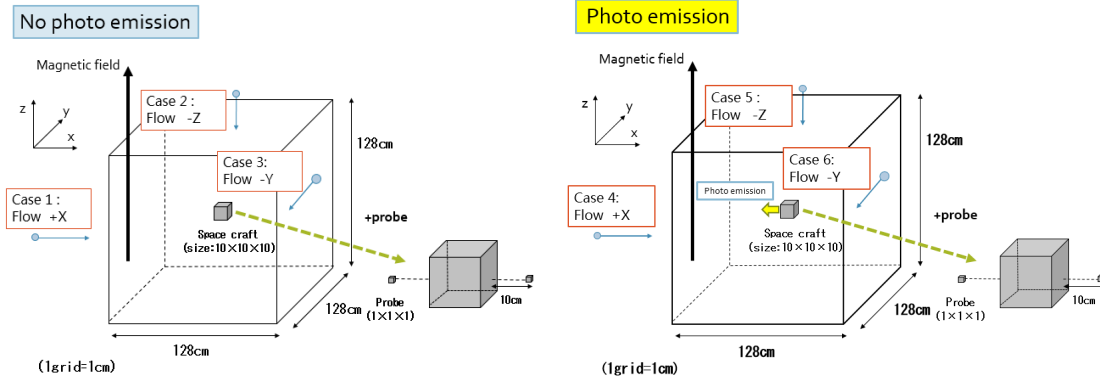 No photo emission
Magnetic field
z
y
x
Case 2 :
Flow -Z
Case 3:
Flow -Y
Case 1 :
Flow +X
128cm
+probe
Space craft
(size:10×10×10)
Probe
(1×1×1)
10cm
128cm
128cm
(1grid=1cm)
Photo emission
Magnetic field
z
y
x
Case 5 :
Flow -Z
Case 6:
Flow -Y
Case 4:
Flow +X
Photo emission
128cm
+probe
Space craft
(size:10×10×10)
Probe
(1×1×1)
10cm
128cm
128cm
(1grid=1cm)